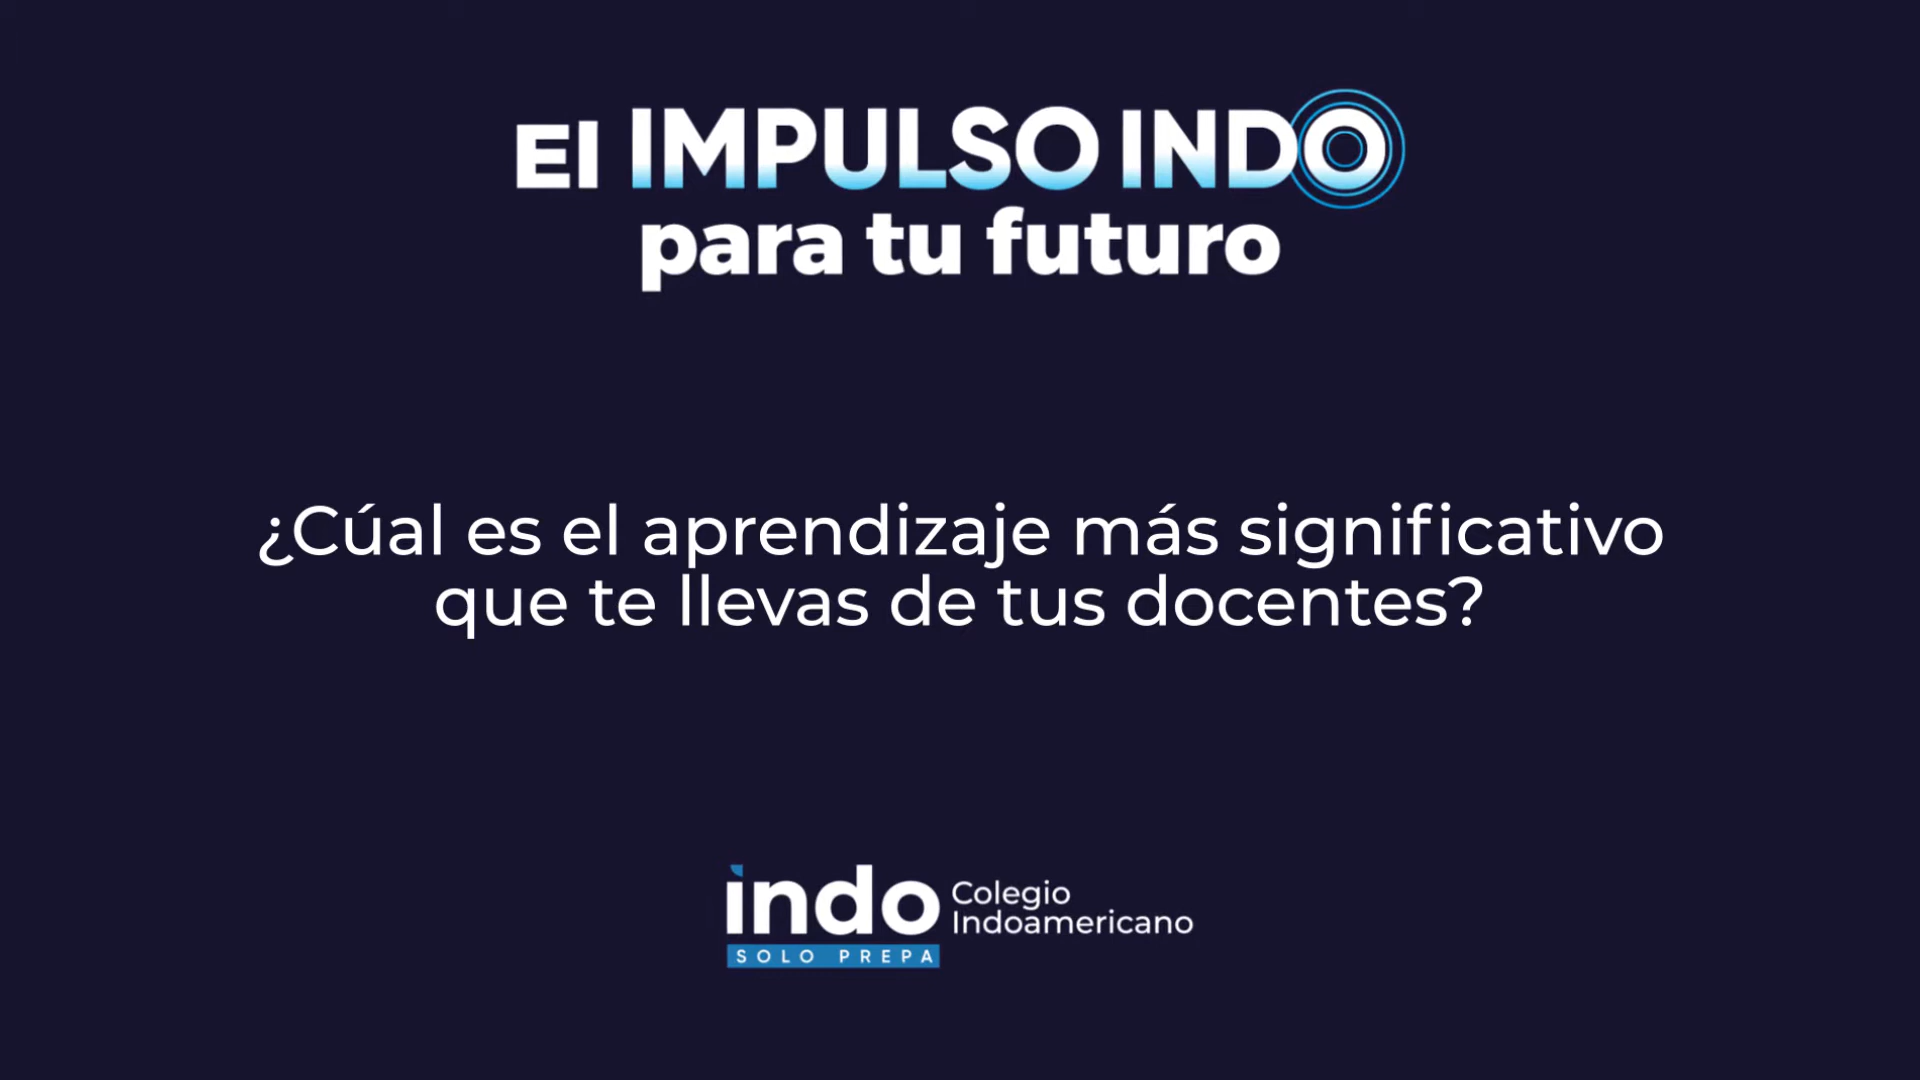 El IMPULSO INDO
para tu futuro
¿Cúal es el aprendizaje más significativo
que te llevas de tus docentes?
indo
Colegio
Indoamericano
SOLO PREPA